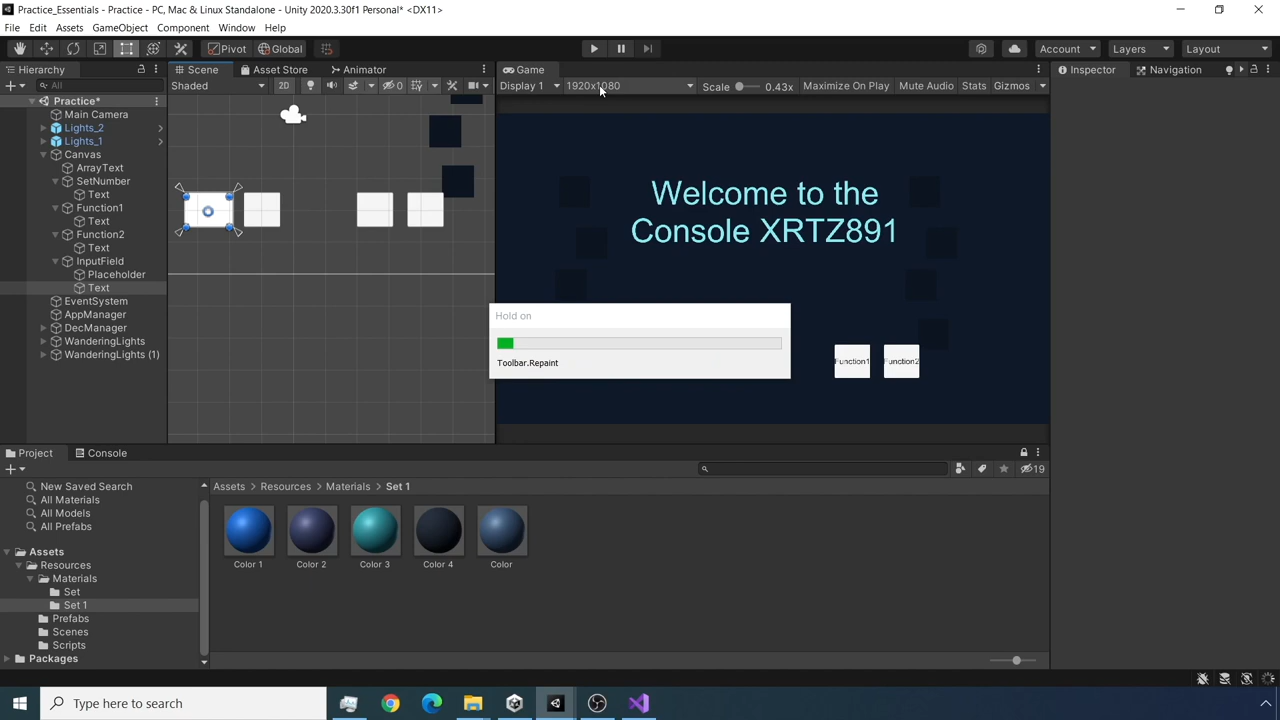 Practice_Essentials - Practice - PC, Mac & Linux Standalone - Unity 2020.3.30f1 Personal* <DX11>
File Edit Assets GameObject Component Window Help
Pivot Global Account Layers Layout
Hierarchy
All
Practice*
Main Camera
Lights_2
Lights_1
Canvas
ArrayText
SetNumber
Text
Function1
Text
Function2
Text
InputField
Placeholder
Text
EventSystem
AppManager
DecManager
WanderingLights
WanderingLights (1)
Scene Asset Store Animator
Shaded 2D 0
Game
Display 1 1920x1080 Scale 0.43x Maximize On Play Mute Audio Stats Gizmos
Welcome to the
Console XRTZ891
Function1 Function2
Hold on
Toolbar.Repaint
Inspector Navigation
Project Console
19
New Saved Search
All Materials
All Models
All Prefabs
Assets
Resources
Materials
Set
Set 1
Prefabs
Scenes
Scripts
Packages
Assets Resources Materials Set 1
Color 1 Color 2 Color 3 Color 4 Color
Type here to search